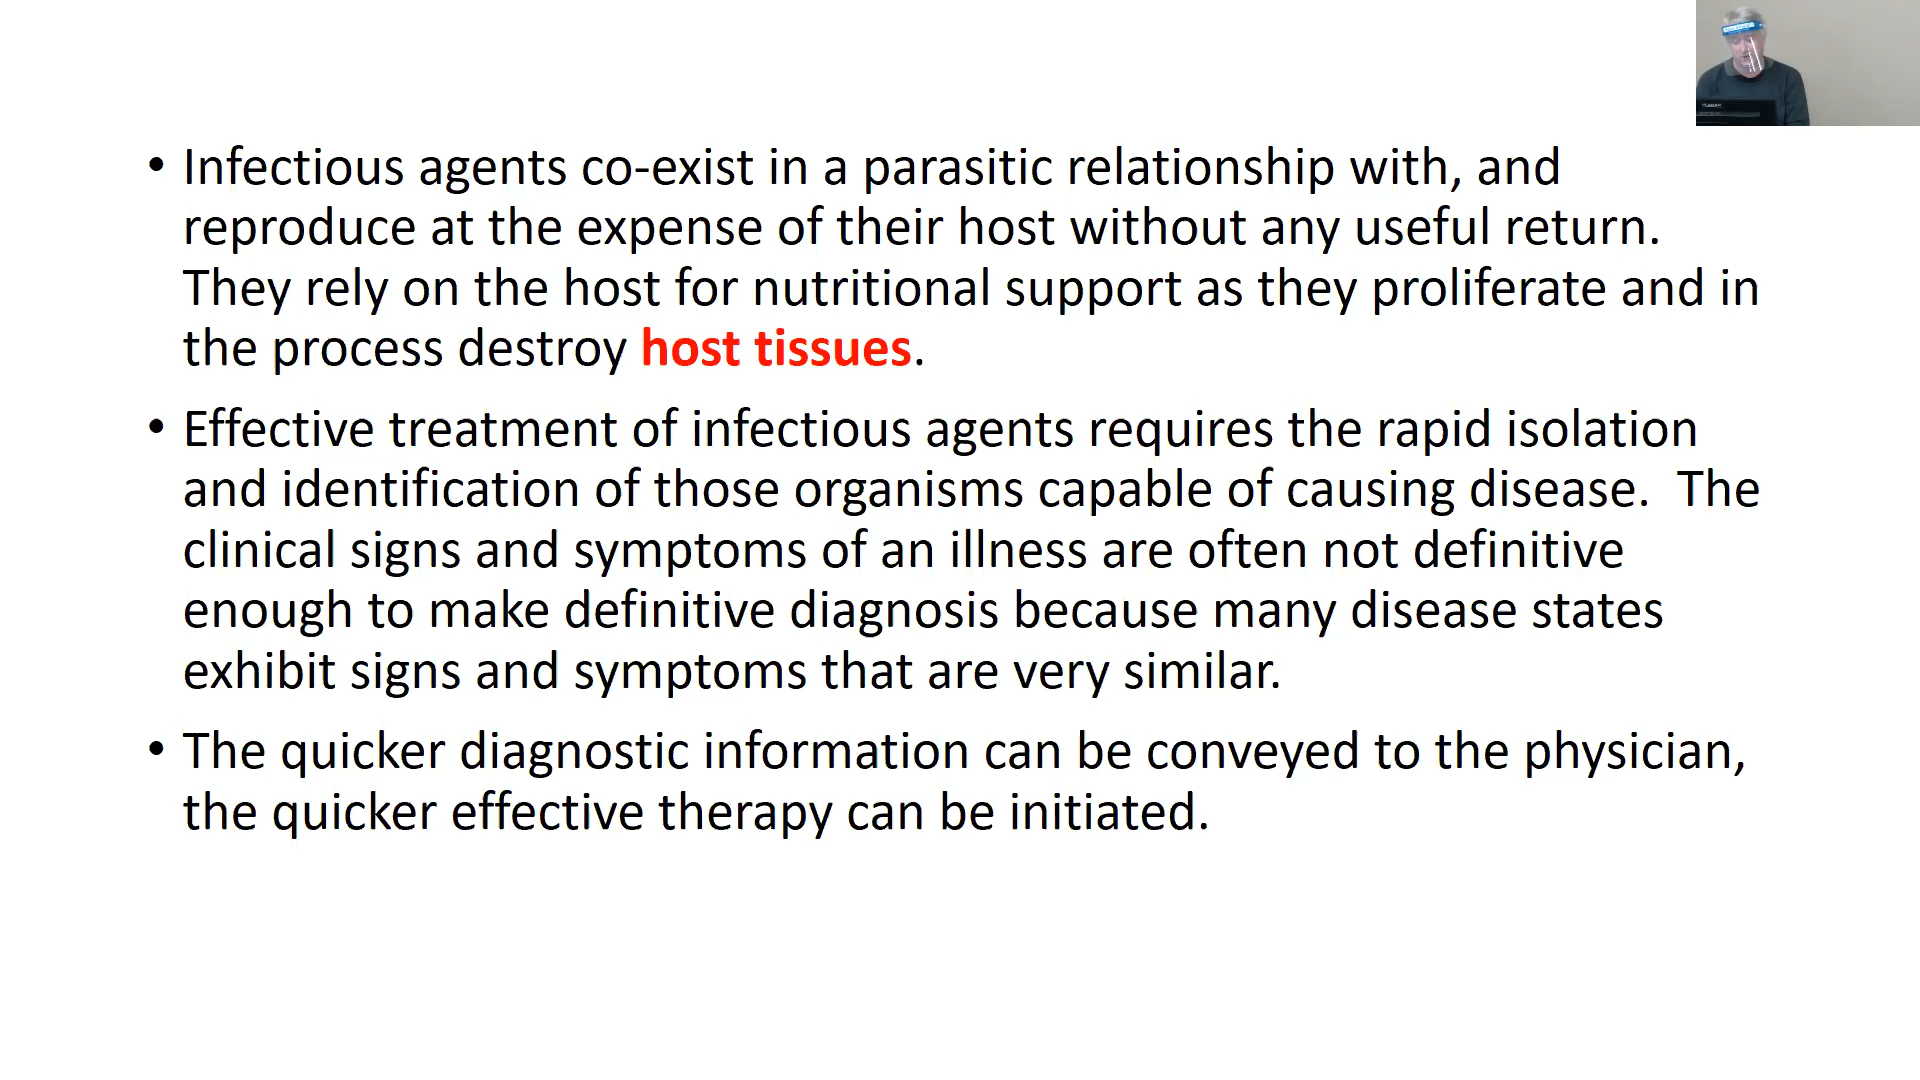 • Infectious agents co-exist in a parasitic relationship with, and
reproduce at the expense of their host without any useful return.
They rely on the host for nutritional support as they proliferate and in
the process destroy host tissues.
• Effective treatment of infectious agents requires the rapid isolation
and identification of those organisms capable of causing disease.  The
clinical signs and symptoms of an illness are often not definitive
enough to make definitive diagnosis because many disease states
exhibit signs and symptoms that are very similar.
• The quicker diagnostic information can be conveyed to the physician,
the quicker effective therapy can be initiated.